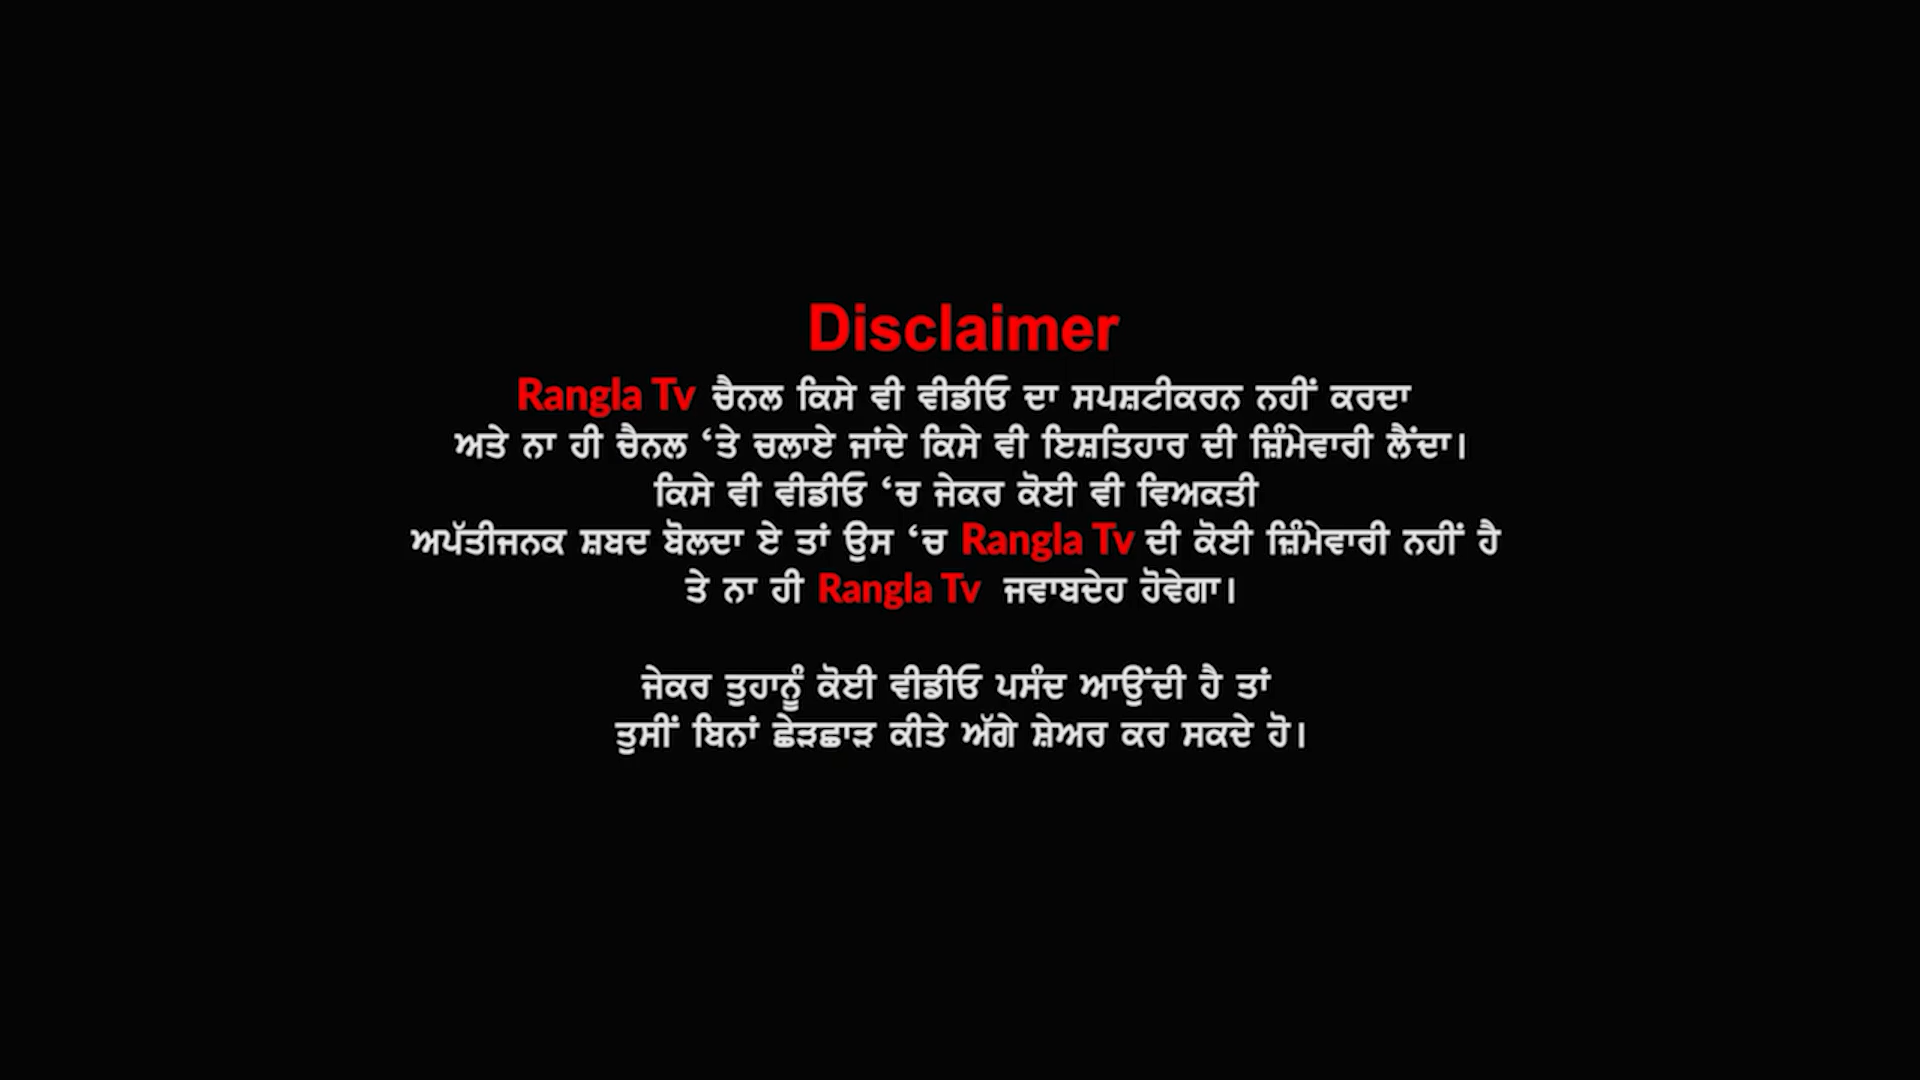 Disclaimer
Rangla Tv ਚੈਨਲ ਕਿਸੇ ਵੀ ਵੀਡੀਓ ਦਾ ਸਪਸ਼ਟੀਕਰਨ ਨਹੀਂ ਕਰਦਾ
ਅਤੇ ਨਾ ਹੀ ਚੈਨਲ ‘ਤੇ ਚਲਾਏ ਜਾਂਦੇ ਕਿਸੇ ਵੀ ਇਸ਼ਤਿਹਾਰ ਦੀ ਜ਼ਿੰਮੇਵਾਰੀ ਲੈਂਦਾ।
ਕਿਸੇ ਵੀ ਵੀਡੀਓ ‘ਚ ਜੇਕਰ ਕੋਈ ਵੀ ਵਿਅਕਤੀ
ਅਪੱਤੀਜਨਕ ਸ਼ਬਦ ਬੋਲਦਾ ਏ ਤਾਂ ਉਸ ‘ਚ Rangla Tv ਦੀ ਕੋਈ ਜ਼ਿੰਮੇਵਾਰੀ ਨਹੀਂ ਹੈ
ਤੇ ਨਾ ਹੀ Rangla Tv ਜਵਾਬਦੇਹ ਹੋਵੇਗਾ।
ਜੇਕਰ ਤੁਹਾਨੂੰ ਕੋਈ ਵੀਡੀਓ ਪਸੰਦ ਆਉਂਦੀ ਹੈ ਤਾਂ
ਤੁਸੀਂ ਬਿਨਾਂ ਛੇੜਛਾੜ ਕੀਤੇ ਅੱਗੇ ਸ਼ੇਅਰ ਕਰ ਸਕਦੇ ਹੋ।